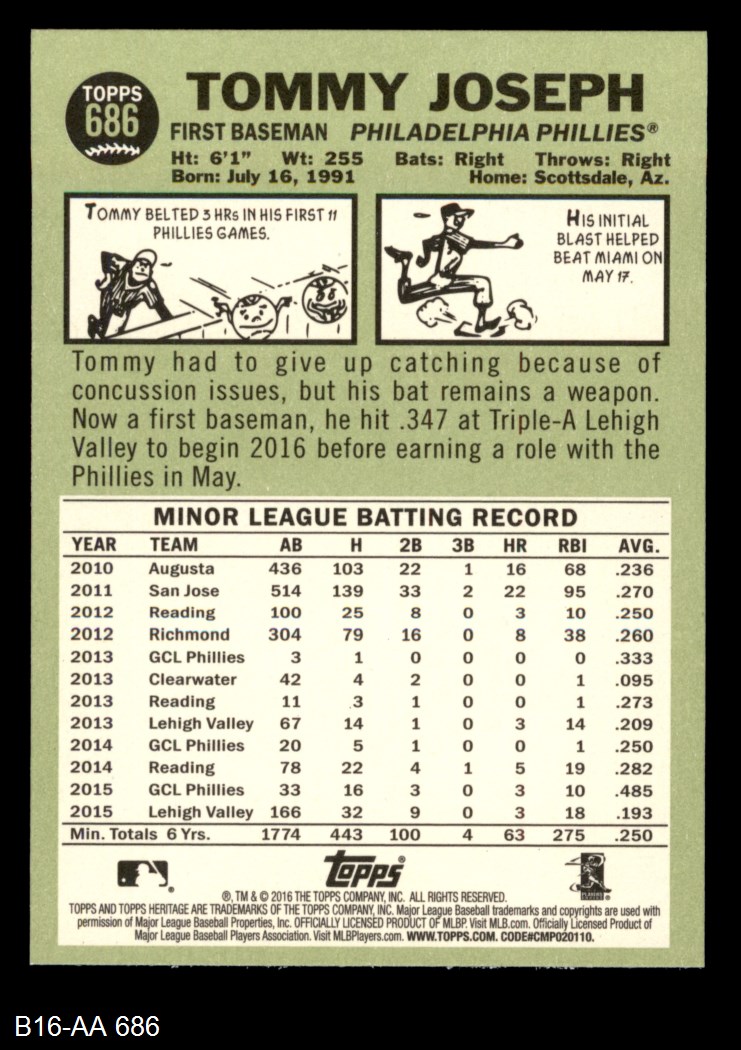 TOPPS
686
TOMMY JOSEPH
FIRST BASEMAN PHILADELPHIA PHILLIES®
Ht: 6'1" Wt: 255 Bats: Right Throws: Right
Born: July 16, 1991 Home: Scottsdale, Az.
TOMMY BELTED 3 HRs IN HIS FIRST 11
PHILLIES GAMES.
HIS INITIAL
BLAST HELPED
BEAT MIAMI ON
MAY 17.
Tommy had to give up catching because of
concussion issues, but his bat remains a weapon.
Now a first baseman, he hit .347 at Triple-A Lehigh
Valley to begin 2016 before earning a role with the
Phillies in May.
MINOR LEAGUE BATTING RECORD
YEAR TEAM AB H 2B 3B HR RBI AVG.
2010 Augusta 436 103 22 1 16 68 .236
2011 San Jose 514 139 33 2 22 95 .270
2012 Reading 100 25 8 0 3 10 .250
2012 Richmond 304 79 16 0 8 38 .260
2013 GCL Phillies 3 1 0 0 0 0 .333
2013 Clearwater 42 4 2 0 0 1 .095
2013 Reading 11 3 1 0 0 1 .273
2013 Lehigh Valley 67 14 1 0 3 14 .209
2014 GCL Phillies 20 5 1 0 0 1 .250
2014 Reading 78 22 4 1 5 19 .282
2015 GCL Phillies 33 16 3 0 3 10 .485
2015 Lehigh Valley 166 32 9 0 3 18 .193
Min. Totals 6 Yrs. 1774 443 100 4 63 275 .250
topps®
®, TM & © 2016 THE TOPPS COMPANY, INC. ALL RIGHTS RESERVED.
TOPPS AND TOPPS HERITAGE ARE TRADEMARKS OF THE TOPPS COMPANY, INC. Major League Baseball trademarks and copyrights are used with
permission of Major League Baseball Properties, Inc. OFFICIALLY LICENSED PRODUCT OF MLBP. Visit MLB.com. Officially Licensed Product of
Major League Baseball Players Association. Visit MLBPlayers.com. WWW.TOPPS.COM. CODE#CMP020110.
B16-AA 686